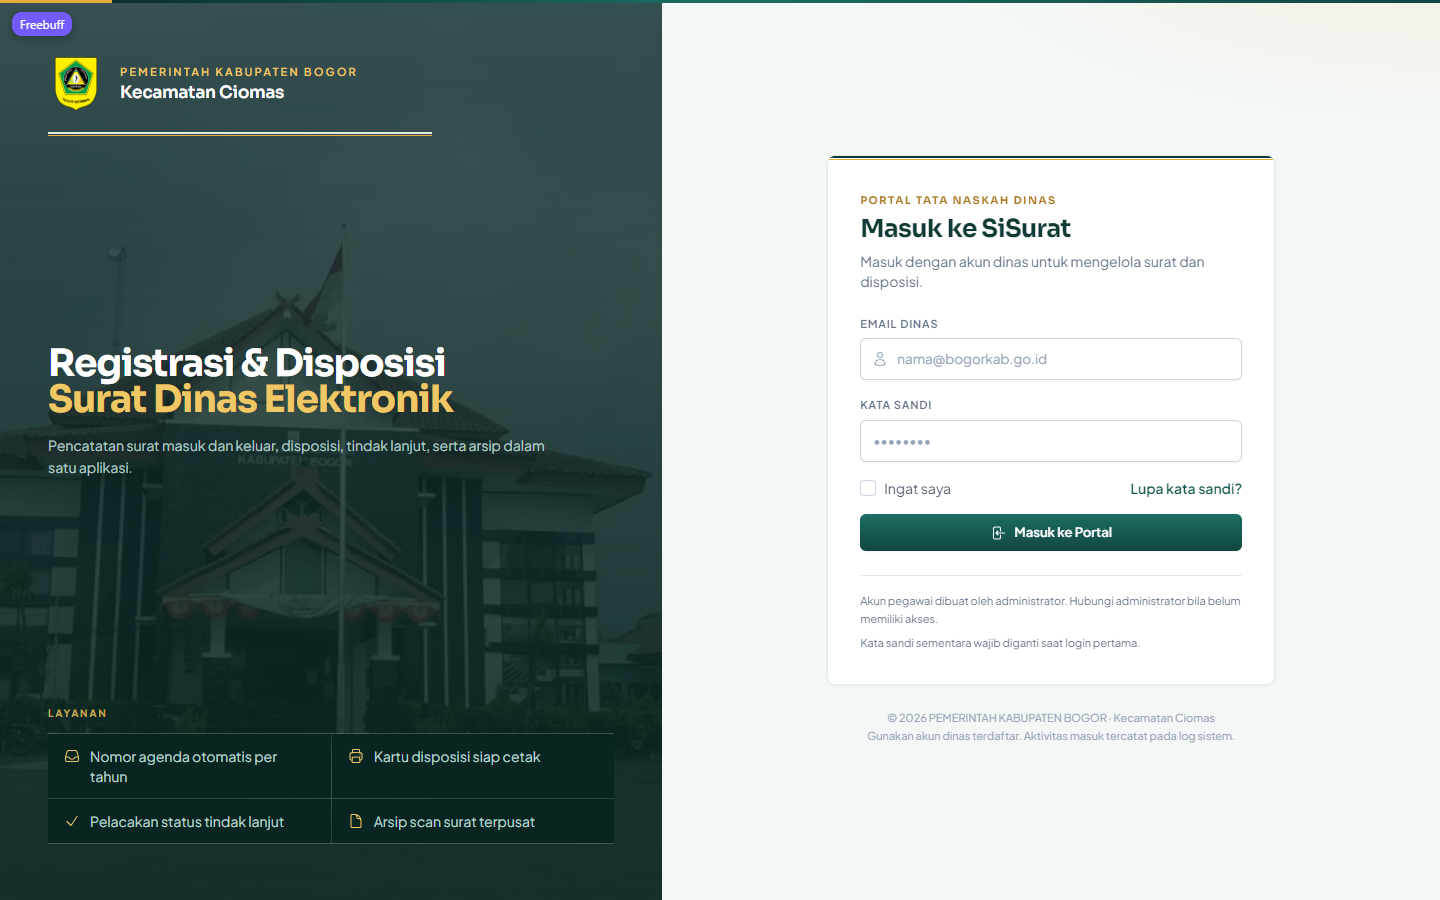 Freebuff
PEMERINTAH KABUPATEN BOGOR
Kecamatan Ciomas
Registrasi & Disposisi
Surat Dinas Elektronik
Pencatatan surat masuk dan keluar, disposisi, tindak lanjut, serta arsip dalam
satu aplikasi.
KABUPATEN BOGOR
LAYANAN
Nomor agenda otomatis per
tahun
Kartu disposisi siap cetak
Pelacakan status tindak lanjut
Arsip scan surat terpusat
PORTAL TATA NASKAH DINAS
Masuk ke SiSurat
Masuk dengan akun dinas untuk mengelola surat dan
disposisi.
EMAIL DINAS
nama@bogorkab.go.id
KATA SANDI
••••••••
Ingat saya
Lupa kata sandi?
Masuk ke Portal
Akun pegawai dibuat oleh administrator. Hubungi administrator bila belum
memiliki akses.
Kata sandi sementara wajib diganti saat login pertama.
© 2026 PEMERINTAH KABUPATEN BOGOR · Kecamatan Ciomas
Gunakan akun dinas terdaftar. Aktivitas masuk tercatat pada log sistem.